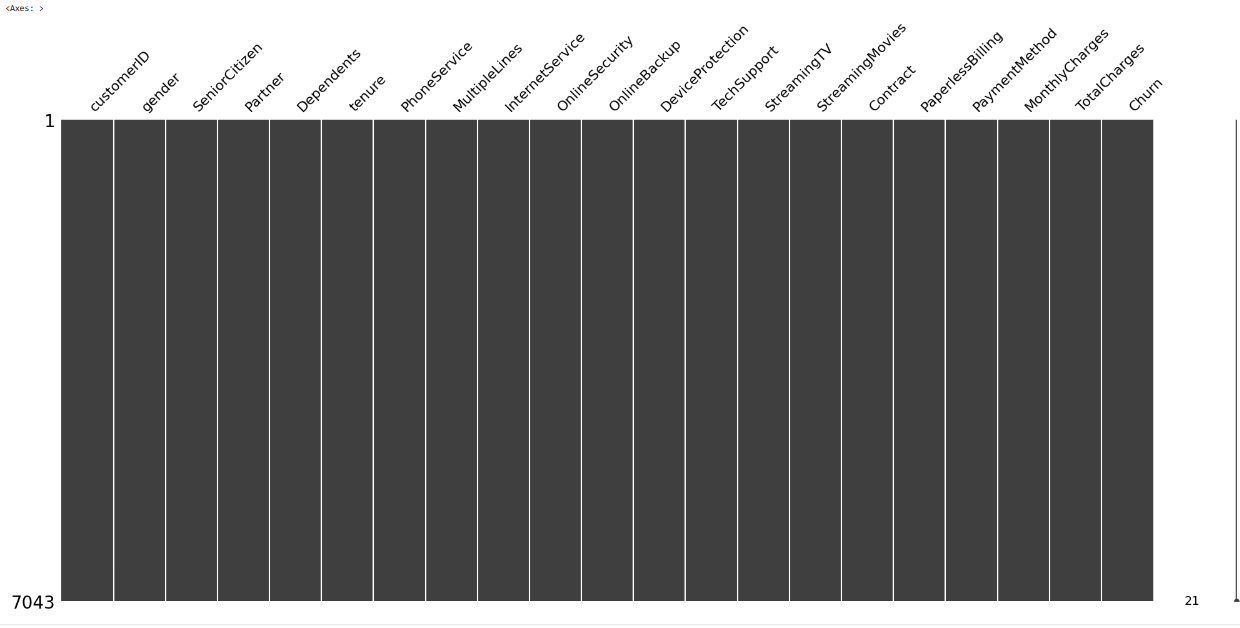 <Axes: >
customerID
gender
SeniorCitizen
Partner
Dependents
tenure
PhoneService
MultipleLines
InternetService
OnlineSecurity
OnlineBackup
DeviceProtection
TechSupport
StreamingTV
StreamingMovies
Contract
PaperlessBilling
PaymentMethod
MonthlyCharges
TotalCharges
Churn
1
7043
21